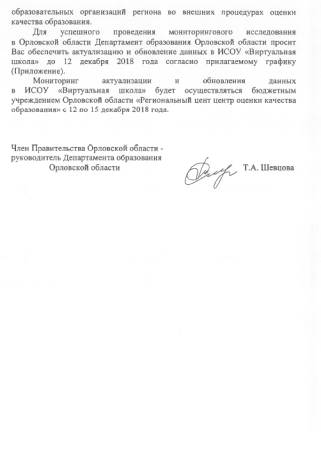 образовательных организаций региона во внешних процедурах оценки
качества образования.
Для успешного проведения мониторингового исследования
в Орловской области Департамент образования Орловской области просит
Вас обеспечить актуализацию и обновление данных в ИСОУ «Виртуальная
школа» до 12 декабря 2018 года согласно прилагаемому графику
(Приложение).
Мониторинг актуализации и обновления данных
в ИСОУ «Виртуальная школа» будет осуществляться бюджетным
учреждением Орловской области «Региональный цент центр оценки качества
образования» с 12 по 15 декабря 2018 года.
Член Правительства Орловской области -
руководитель Департамента образования
Орловской области Т.А. Шевцова